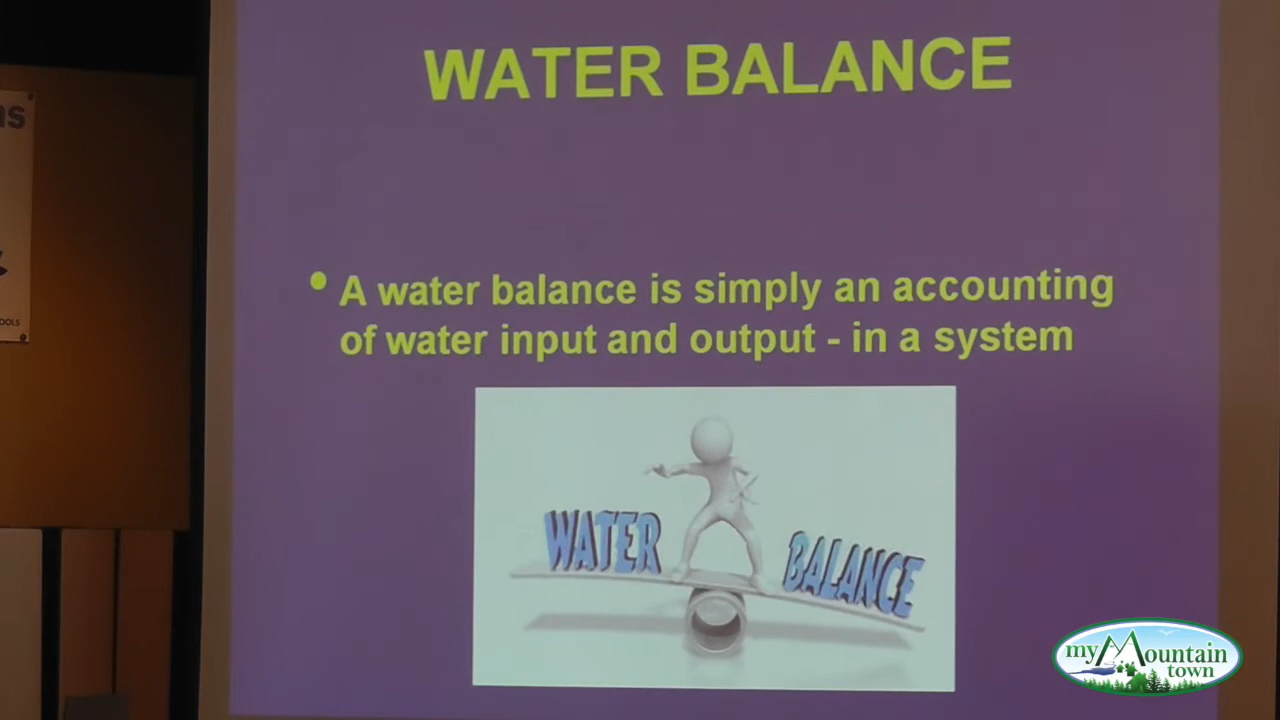 WATER BALANCE
• A water balance is simply an accounting
of water input and output - in a system
WATER
BALANCE
my Mountain
town